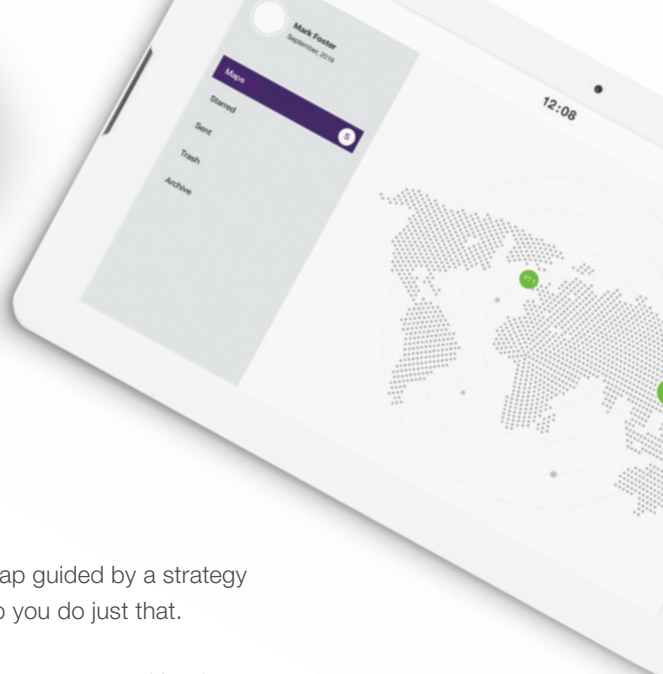 Mark Foster
September, 2019
12:08
Maps
5
Starred
Sent
Trash
Archive
ap guided by a strategy
you do just that.